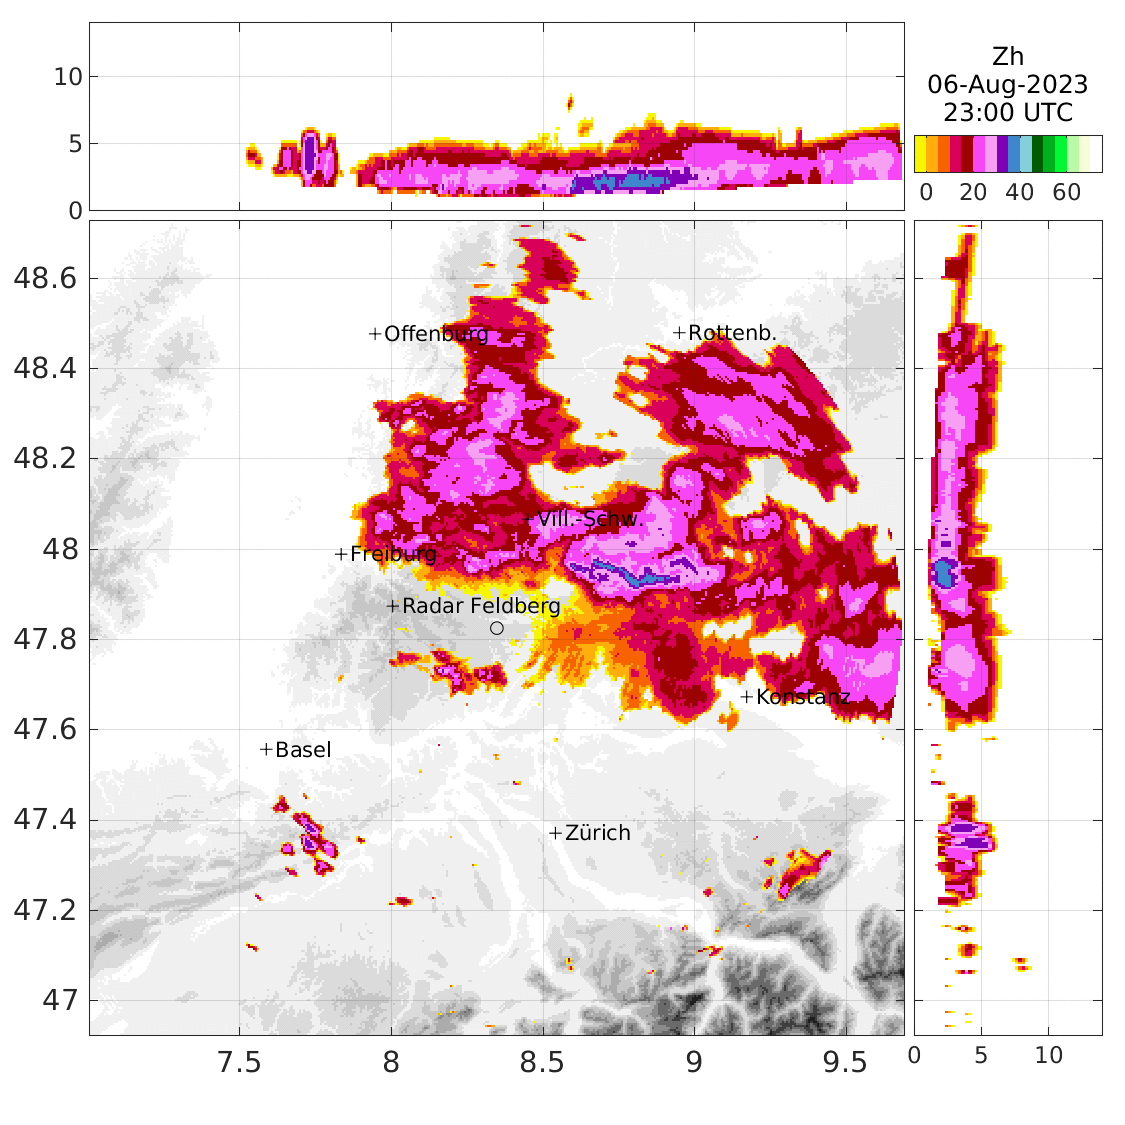 10
5
0
Zh
06-Aug-2023
23:00 UTC
0 20 40 60
48.6
48.4
48.2
48
47.8
47.6
47.4
47.2
47
+Offenburg
+Rottenb.
+Vill.-Schw.
+Freiburg
+Radar Feldberg
+Konstanz
+Basel
+Zürich
7.5 8 8.5 9 9.5
0 5 10